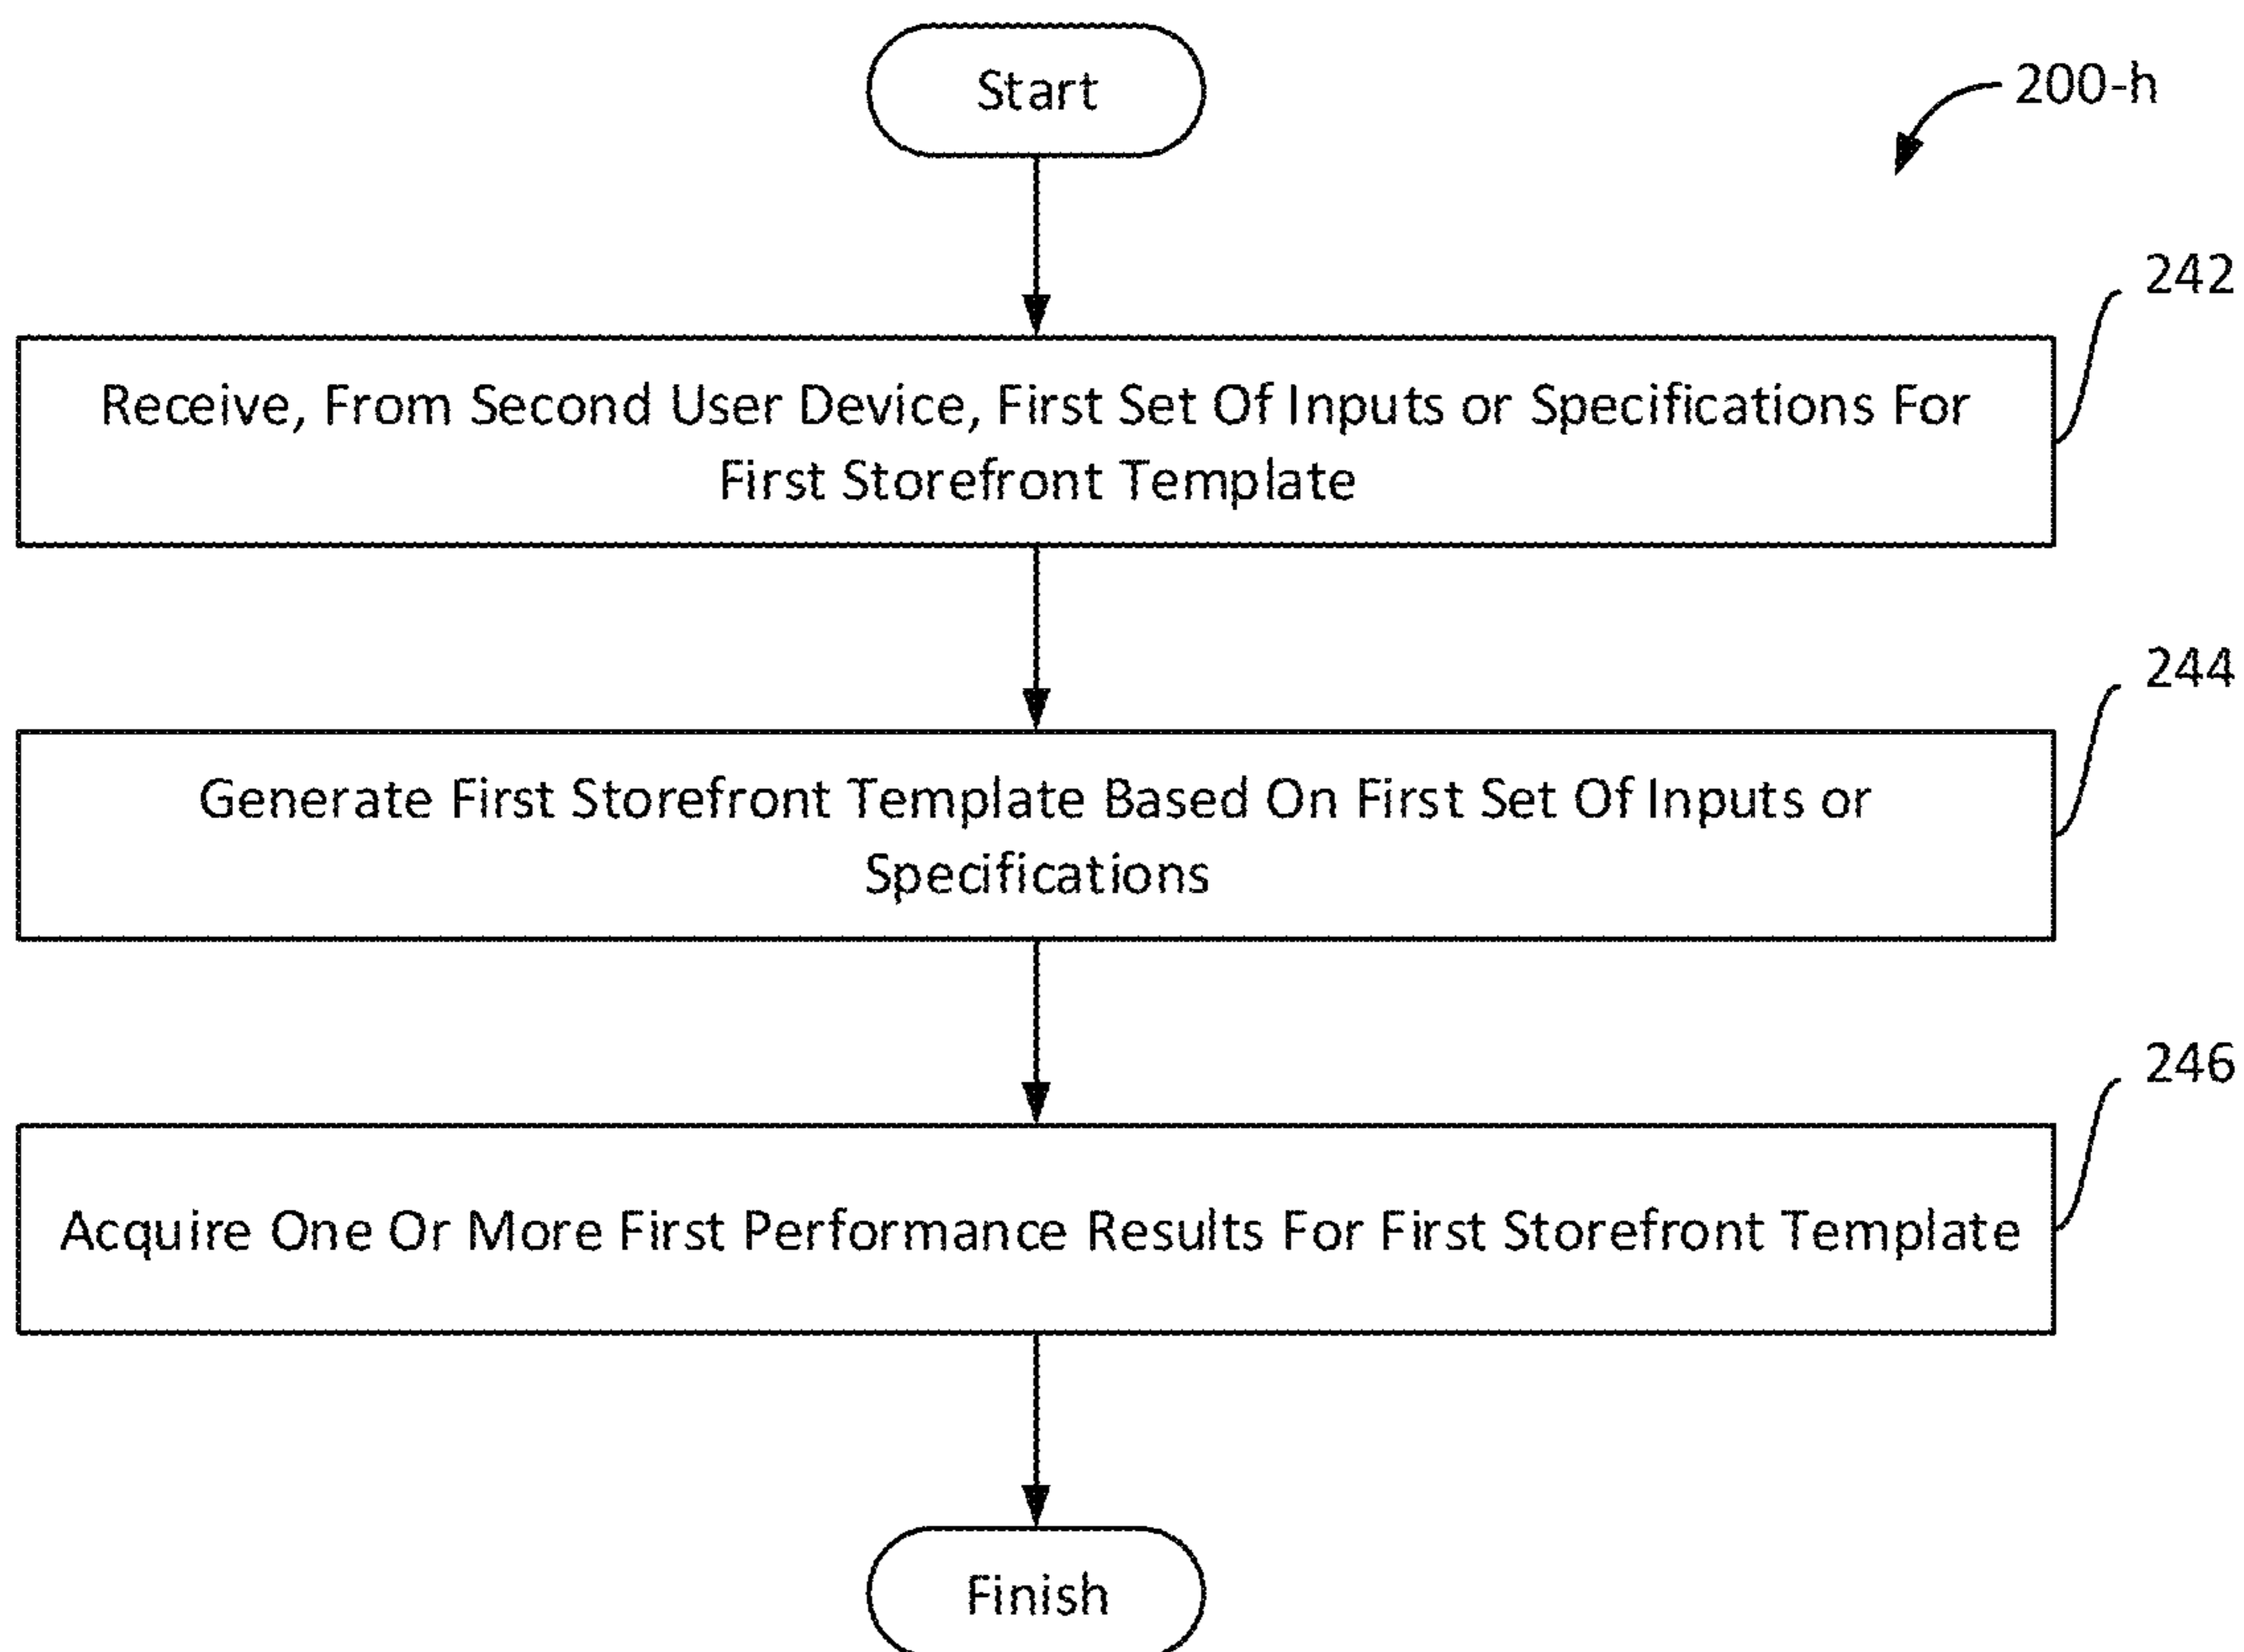 Start
200-h
242
Receive, From Second User Device, First Set Of Inputs or Specifications For
First Storefront Template
244
Generate First Storefront Template Based On First Set Of Inputs or
Specifications
246
Acquire One Or More First Performance Results For First Storefront Template
Finish